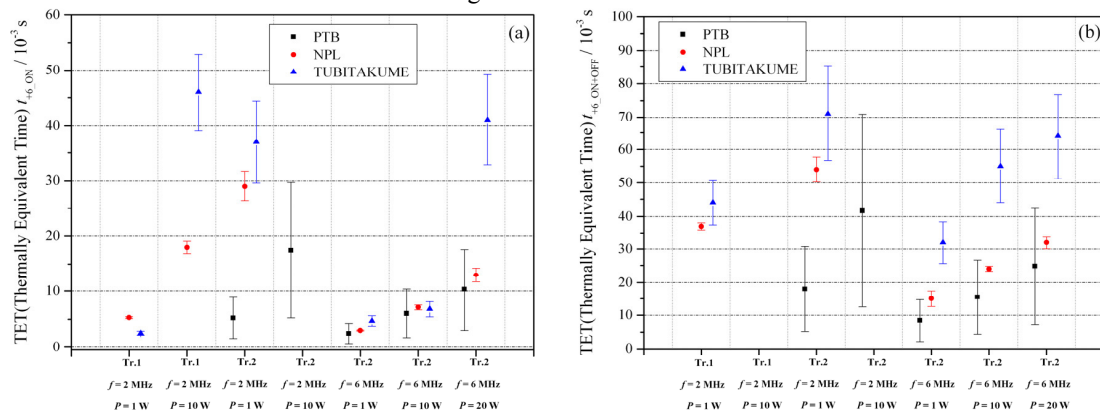 60
50
40
30
20
10
0
TET(Thermally Equivalent Time) t+6_ON / 10-3 s
(a)
PTB
NPL
TUBITAKUME
Tr.1 Tr.1 Tr.2 Tr.2 Tr.2 Tr.2 Tr.2
f = 2 MHz f = 2 MHz f = 2 MHz f = 2 MHz f = 6 MHz f = 6 MHz f = 6 MHz
P = 1 W P = 10 W P = 1 W P = 10 W P = 1 W P = 10 W P = 20 W
100
90
80
70
60
50
40
30
20
10
0
TET(Thermally Equivalent Time) t+6_ON+OFF / 10-3 s
(b)
PTB
NPL
TUBITAKUME
Tr.1 Tr.1 Tr.2 Tr.2 Tr.2 Tr.2 Tr.2
f = 2 MHz f = 2 MHz f = 2 MHz f = 2 MHz f = 6 MHz f = 6 MHz f = 6 MHz
P = 1 W P = 10 W P = 1 W P = 10 W P = 1 W P = 10 W P = 20 W